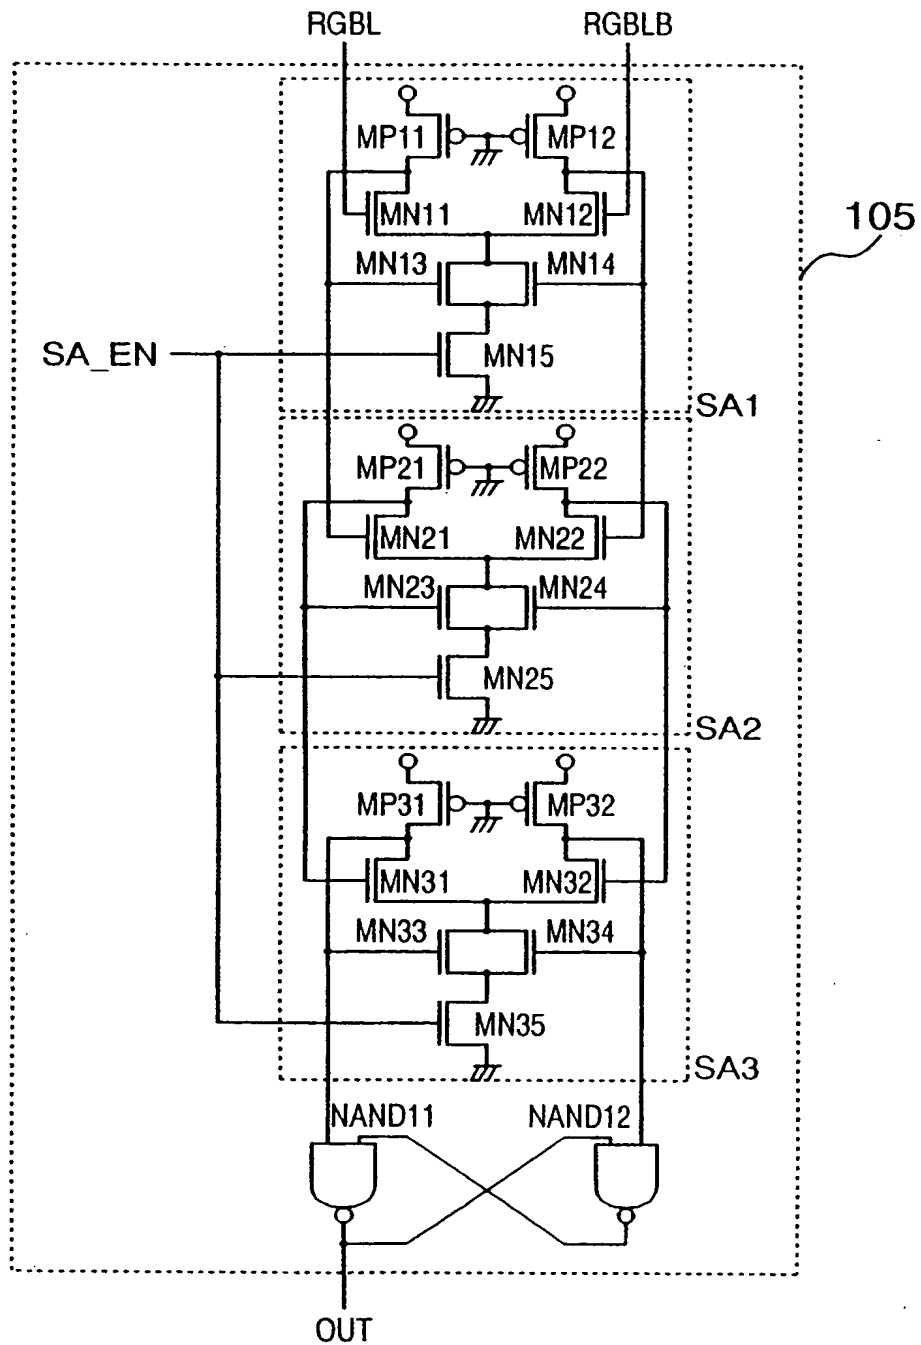 RGBL RGBLB
MP11 MP12
MN11 MN12
105
MN13 MN14
SA_EN MN15
SA1
MP21 MP22
MN21 MN22
MN23 MN24
MN25
SA2
MP31 MP32
MN31 MN32
MN33 MN34
MN35
SA3
NAND11 NAND12
OUT